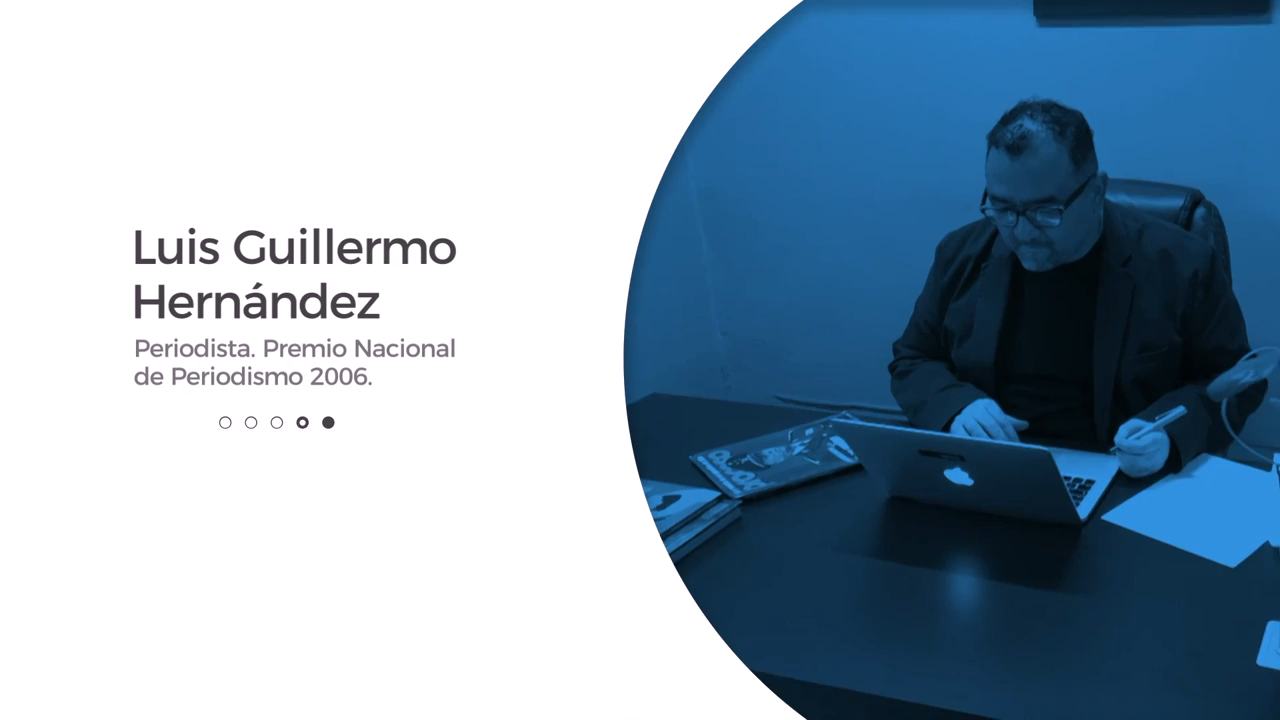 Luis Guillermo
Hernández
Periodista. Premio Nacional
de Periodismo 2006.